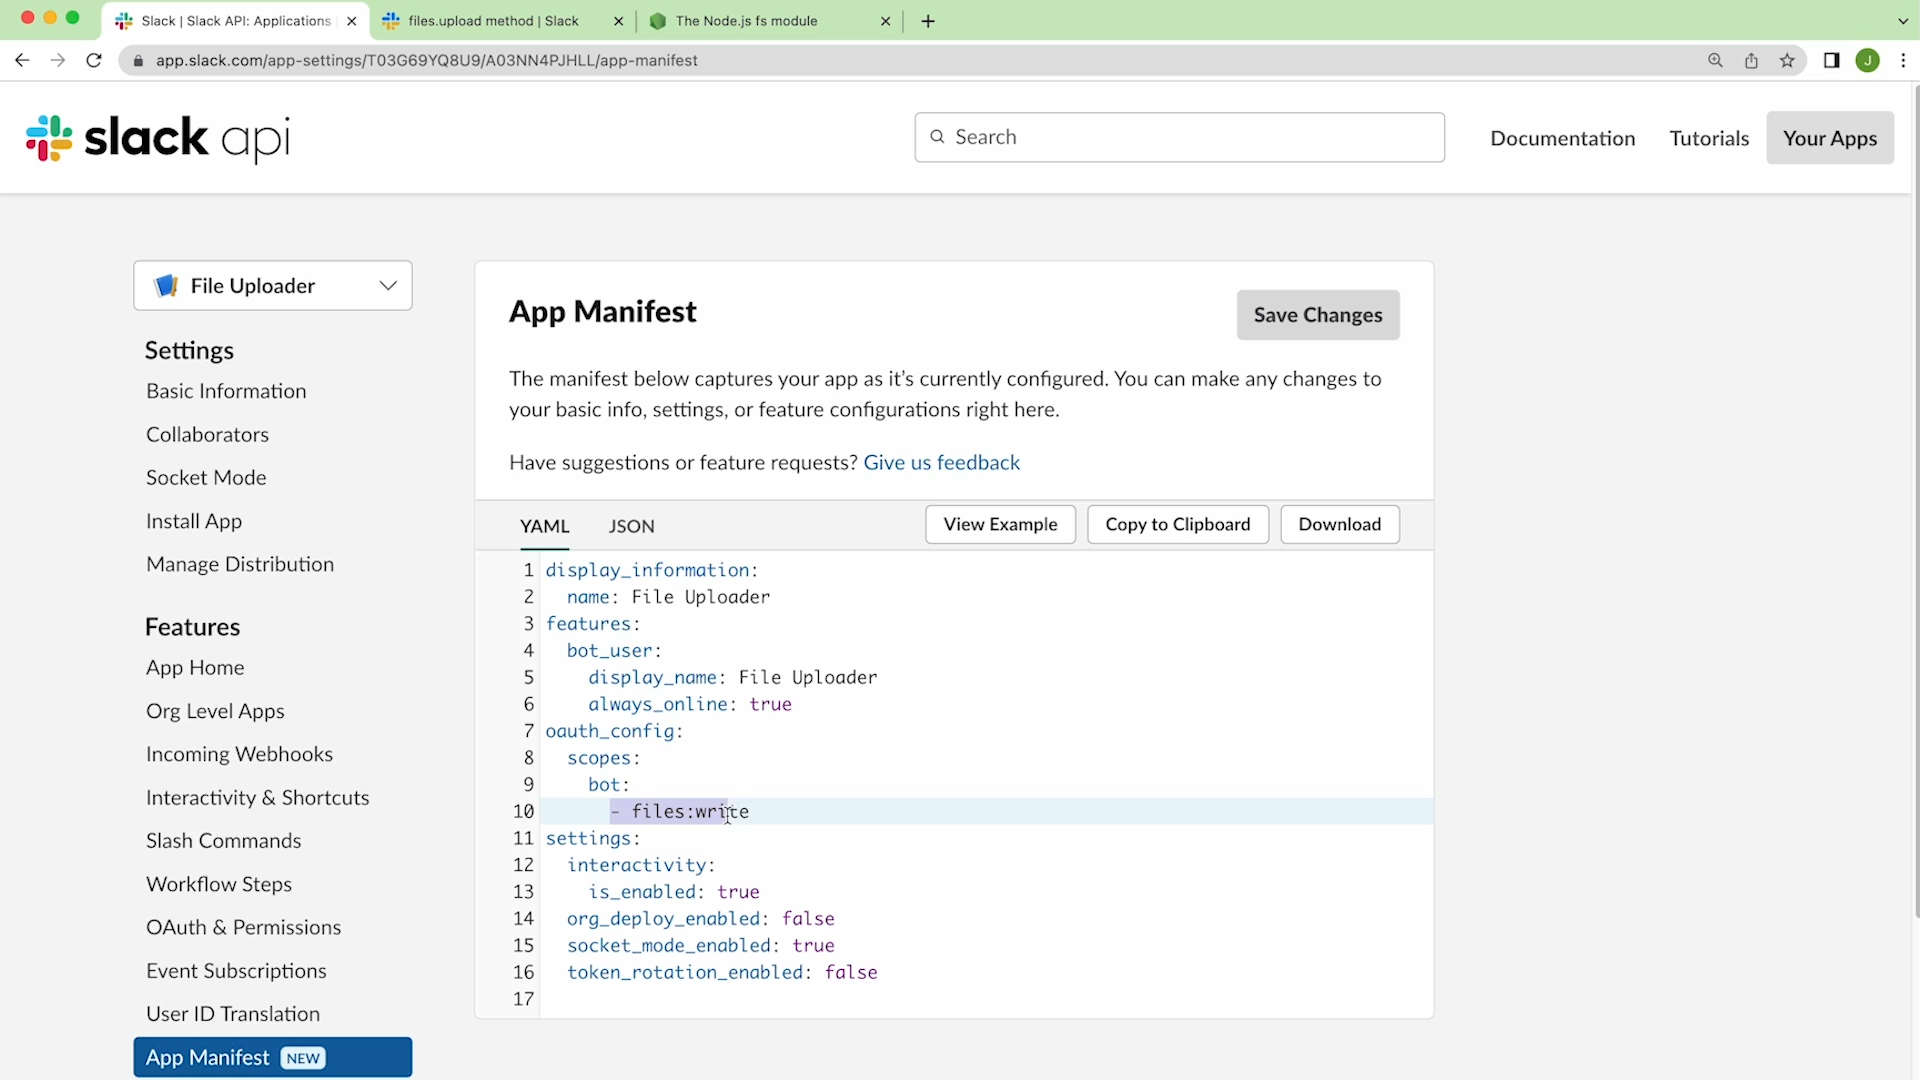 Slack | Slack API: Applications
files.upload method | Slack
The Node.js fs module
app.slack.com/app-settings/T03G69YQ8U9/A03NN4PJHLL/app-manifest
J
slack api
Search
Documentation
Tutorials
Your Apps
File Uploader
Settings
Basic Information
Collaborators
Socket Mode
Install App
Manage Distribution
Features
App Home
Org Level Apps
Incoming Webhooks
Interactivity & Shortcuts
Slash Commands
Workflow Steps
OAuth & Permissions
Event Subscriptions
User ID Translation
App Manifest NEW
App Manifest
Save Changes
The manifest below captures your app as it's currently configured. You can make any changes to
your basic info, settings, or feature configurations right here.
Have suggestions or feature requests? Give us feedback
YAML
JSON
View Example
Copy to Clipboard
Download
1 display_information:
2   name: File Uploader
3 features:
4   bot_user:
5     display_name: File Uploader
6     always_online: true
7 oauth_config:
8   scopes:
9     bot:
10       - files:write
11 settings:
12   interactivity:
13     is_enabled: true
14   org_deploy_enabled: false
15   socket_mode_enabled: true
16   token_rotation_enabled: false
17